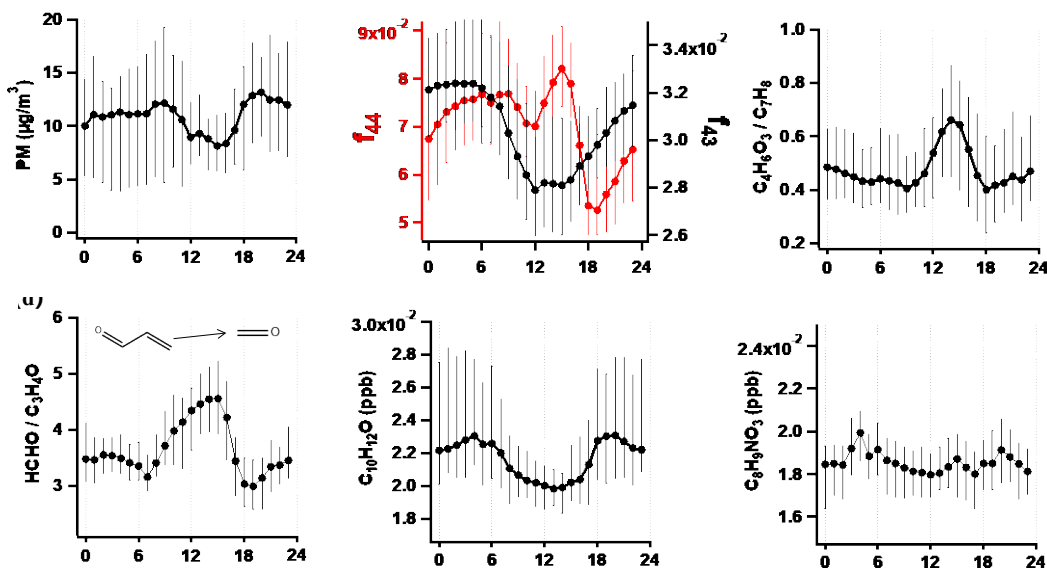 20
15
10
5
0
PM (µg/m³)
0 6 12 18 24
9x10⁻²
8
7
6
5
f₄₄
3.4x10⁻²
3.2
3.0
2.8
2.6
f₄₃
0 6 12 18 24
1.0
0.8
0.6
0.4
0.2
C₄H₆O₃ / C₇H₈
0 6 12 18 24
O
O
6
5
4
3
HCHO / C₃H₄O
0 6 12 18 24
3.0x10⁻²
2.8
2.6
2.4
2.2
2.0
1.8
C₁₀H₁₂O (ppb)
0 6 12 18 24
2.4x10⁻²
2.2
2.0
1.8
1.6
C₈H₉NO₃ (ppb)
0 6 12 18 24